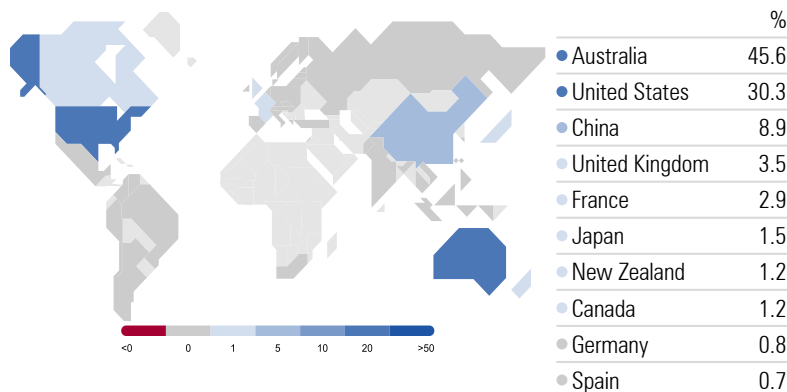 %
Australia 45.6
United States 30.3
China 8.9
United Kingdom 3.5
France 2.9
Japan 1.5
New Zealand 1.2
Canada 1.2
Germany 0.8
Spain 0.7
<0 0 1 5 10 20 >50